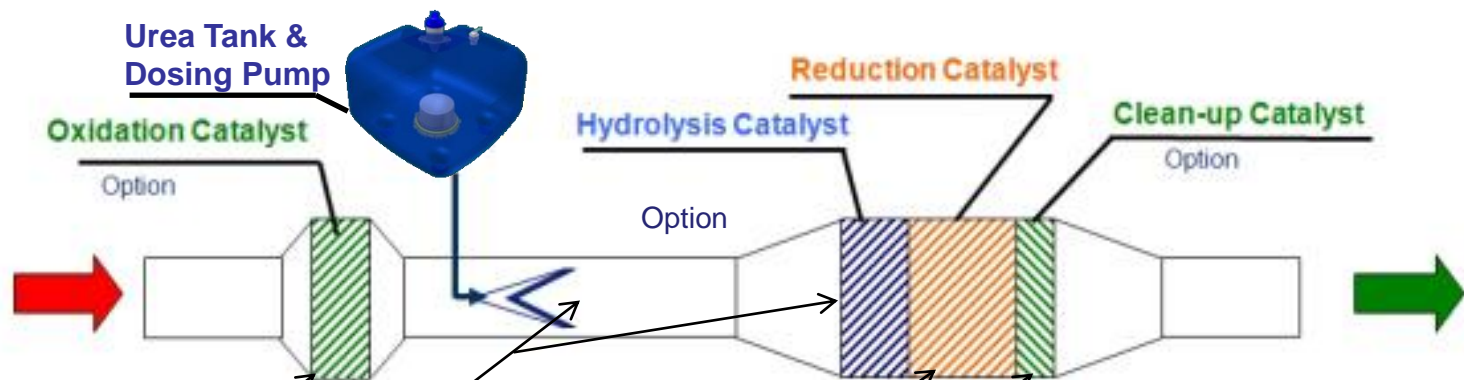 Urea Tank &
Dosing Pump
Reduction Catalyst
Oxidation Catalyst
Option
Hydrolysis Catalyst
Option
Clean-up Catalyst
Option